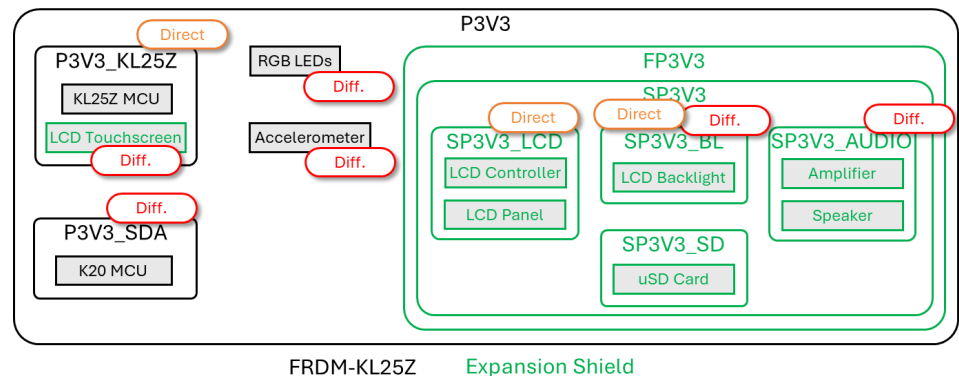 P3V3
Direct
P3V3_KL25Z
KL25Z MCU
LCD Touchscreen
Diff.
Diff.
P3V3_SDA
K20 MCU
RGB LEDs
Diff.
Accelerometer
Diff.
FP3V3
SP3V3
Direct
SP3V3_LCD
LCD Controller
LCD Panel
Direct
Diff.
SP3V3_BL
LCD Backlight
SP3V3_SD
uSD Card
Diff.
SP3V3_AUDIO
Amplifier
Speaker
FRDM-KL25Z
Expansion Shield